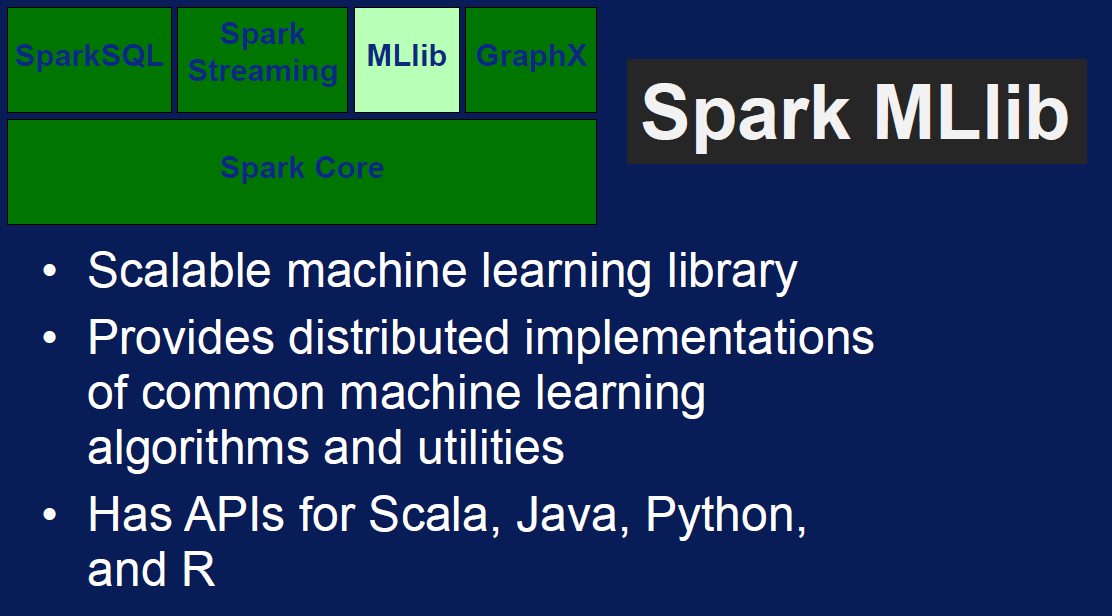 SparkSQL
Spark
Streaming
MLlib
GraphX
Spark Core
Spark MLlib
• Scalable machine learning library
• Provides distributed implementations
of common machine learning
algorithms and utilities
• Has APIs for Scala, Java, Python,
and R